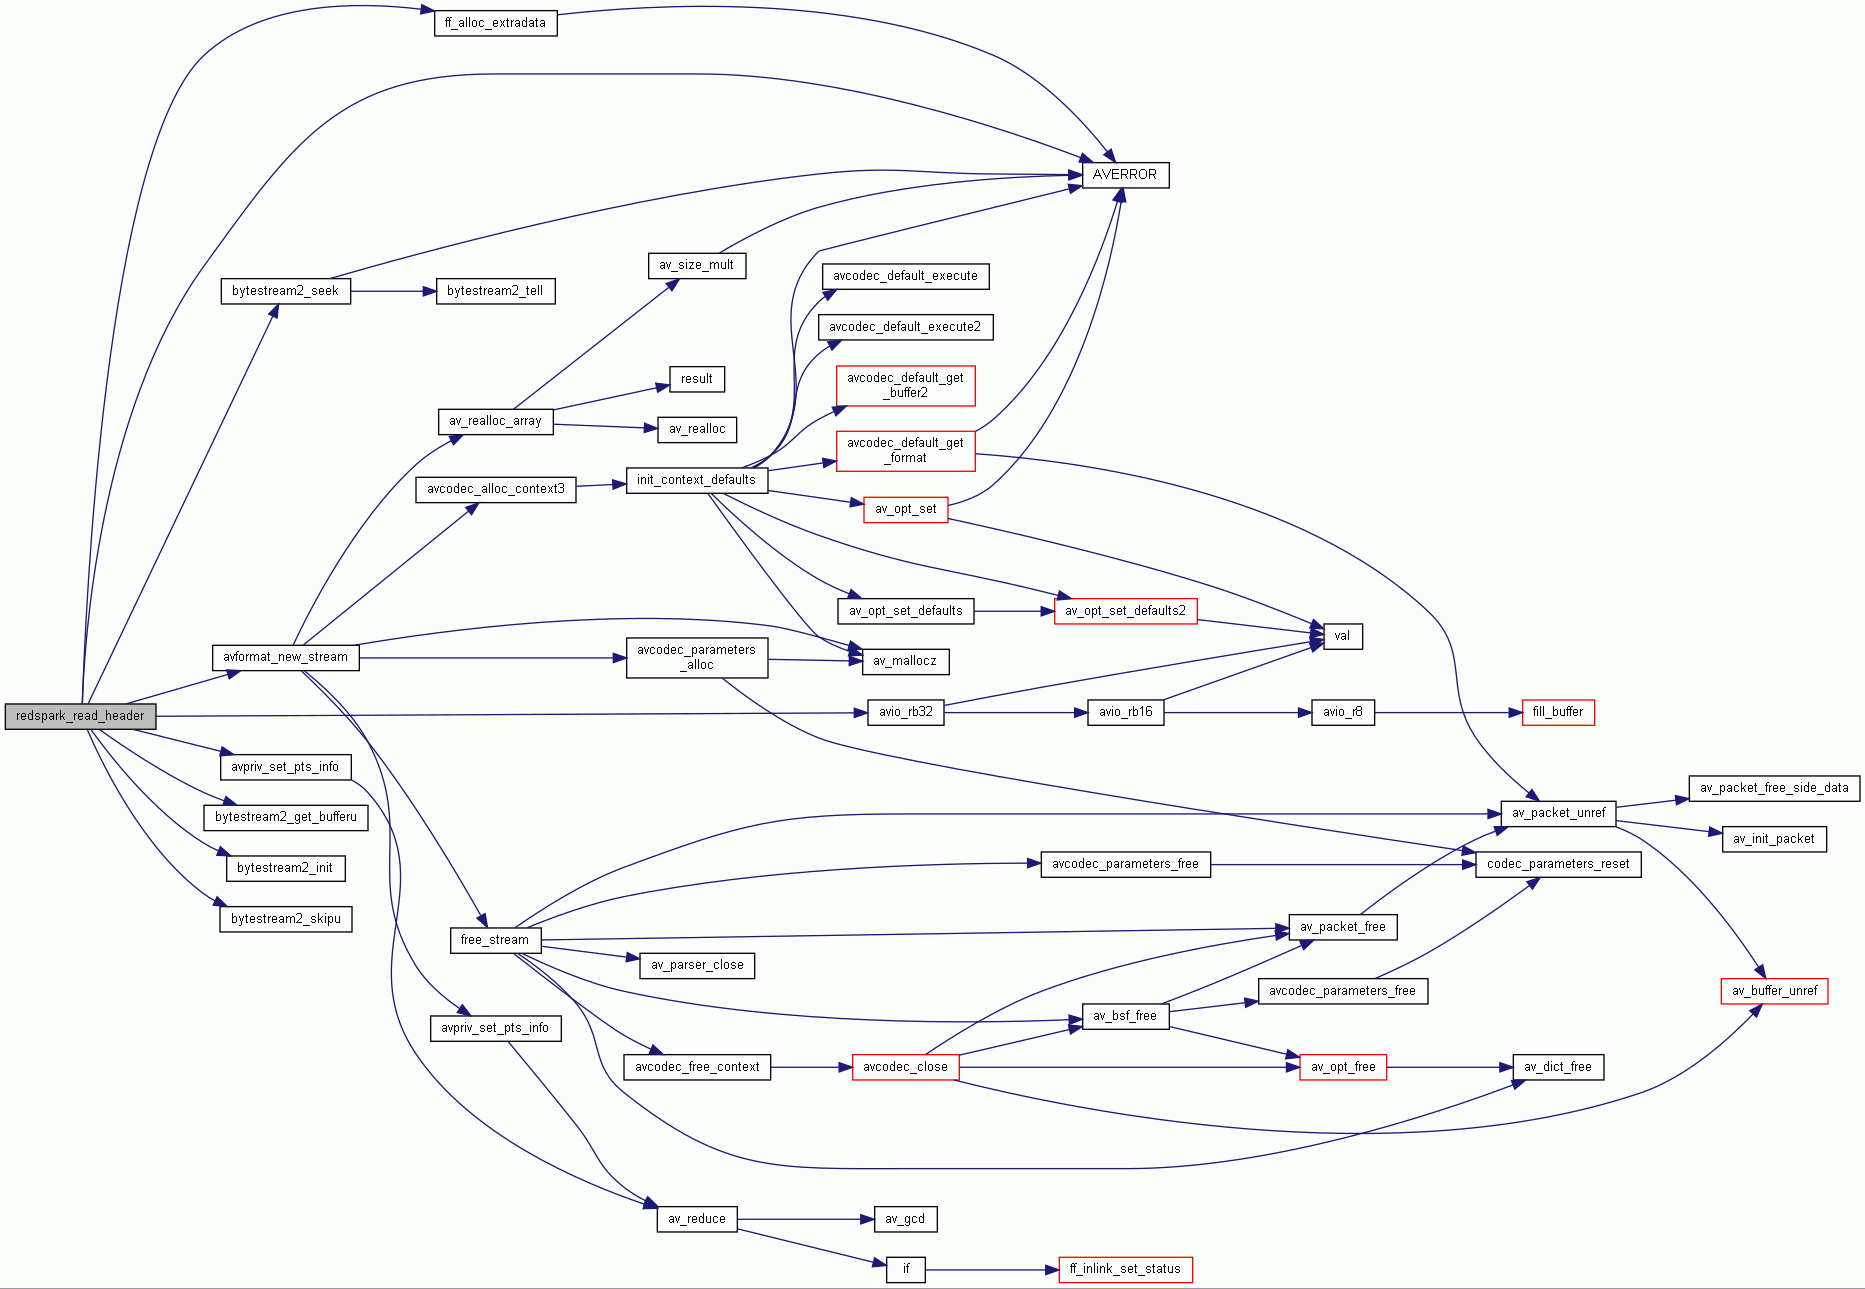 ff_alloc_extradata
AVERROR
av_size_mult
avcodec_default_execute
bytestream2_seek
bytestream2_tell
avcodec_default_execute2
result
avcodec_default_get
_buffer2
av_realloc_array
av_realloc
avcodec_default_get
_format
init_context_defaults
avcodec_alloc_context3
av_opt_set
av_opt_set_defaults
av_opt_set_defaults2
val
avformat_new_stream
avcodec_parameters
_alloc
av_mallocz
redspark_read_header
avio_rb32
avio_rb16
avio_r8
fill_buffer
avpriv_set_pts_info
av_packet_free_side_data
bytestream2_get_bufferu
av_packet_unref
av_init_packet
bytestream2_init
avcodec_parameters_free
codec_parameters_reset
bytestream2_skipu
av_packet_free
free_stream
av_parser_close
avcodec_parameters_free
av_buffer_unref
avpriv_set_pts_info
av_bsf_free
avcodec_free_context
avcodec_close
av_opt_free
av_dict_free
av_reduce
av_gcd
if
ff_inlink_set_status